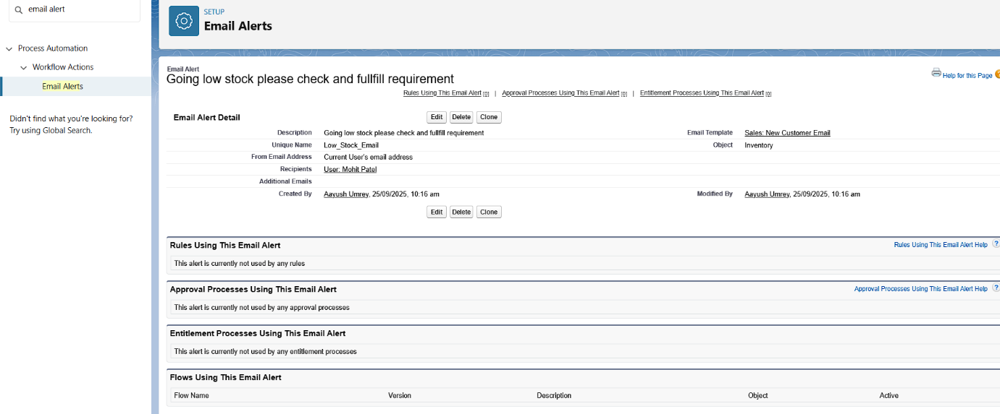 email alert
Process Automation
Workflow Actions
Email Alerts
Didn't find what you're looking for?
Try using Global Search.
SETUP
Email Alerts
Email Alert
Going low stock please check and fullfill requirement
Help for this Page
Rules Using This Email Alert [0] | Approval Processes Using This Email Alert [0] | Entitlement Processes Using This Email Alert [0]
Email Alert Detail Edit Delete Clone
Description Going low stock please check and fullfill requirement Email Template Sales: New Customer Email
Unique Name Low_Stock_Email Object Inventory
From Email Address Current User's email address
Recipients User: Mohit Patel
Additional Emails
Created By Aayush Umrey, 25/09/2025, 10:16 am Modified By Aayush Umrey, 25/09/2025, 10:16 am
Edit Delete Clone
Rules Using This Email Alert Rules Using This Email Alert Help ?
This alert is currently not used by any rules
Approval Processes Using This Email Alert Approval Processes Using This Email Alert Help ?
This alert is currently not used by any approval processes
Entitlement Processes Using This Email Alert
This alert is currently not used by any entitlement processes
Flows Using This Email Alert
Flow Name Version Description Object Active